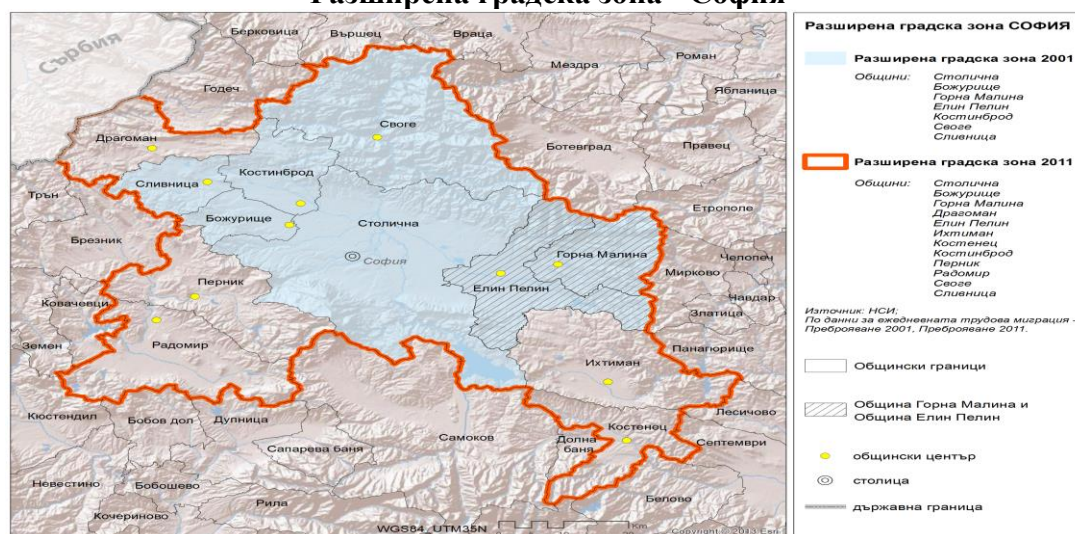 Разширена градска зона - София
Сърбия
Берковица
Вършец
Враца
Роман
Мездра
Годеч
Ябланица
Своге
Драгоман
Ботевград
Правец
Костинброд
Сливница
Трън
Божурище
Столична
Етрополе
Брезник
София
Горна Малина
Челопеч
Мирково
Елин Пелин
Перник
Чавдар
Ковачевци
Златица
Земен
Радомир
Панагюрище
Ихтиман
Кюстендил
Бобов дол
Дупница
Лесичово
Костенец
Самоков
Долна
баня
Септември
Сапарева баня
Невестино
Бобошево
Белово
Рила
Кочериново
WGS84_UTM35N
Km
Copyright © 2013 Esri
Разширена градска зона СОФИЯ
Разширена градска зона 2001
Общини: Столична
Божурище
Горна Малина
Елин Пелин
Костинброд
Своге
Сливница
Разширена градска зона 2011
Общини: Столична
Божурище
Горна Малина
Драгоман
Елин Пелин
Ихтиман
Костенец
Костинброд
Перник
Радомир
Своге
Сливница
Източник: НСИ;
По данни за ежедневната трудова миграция -
Преброяване 2001, Преброяване 2011.
Общински граници
Община Горна Малина и
Община Елин Пелин
общински център
столица
държавна граница